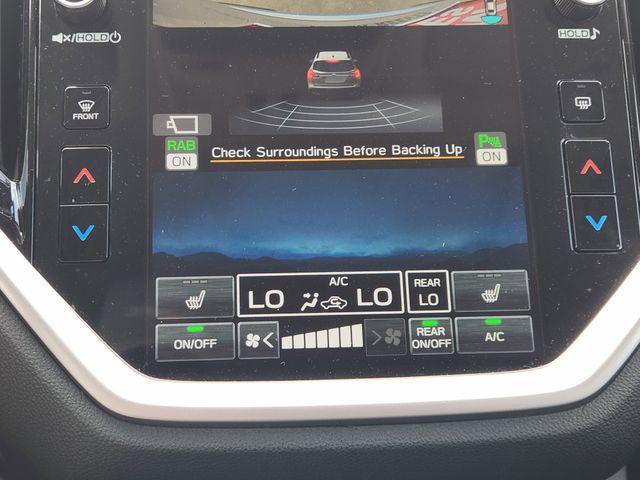 /HOLD/
HOLD
FRONT
RAB
ON
Check Surroundings Before Backing Up
ON
A/C
LO
LO
REAR
LO
ON/OFF
REAR
ON/OFF
A/C